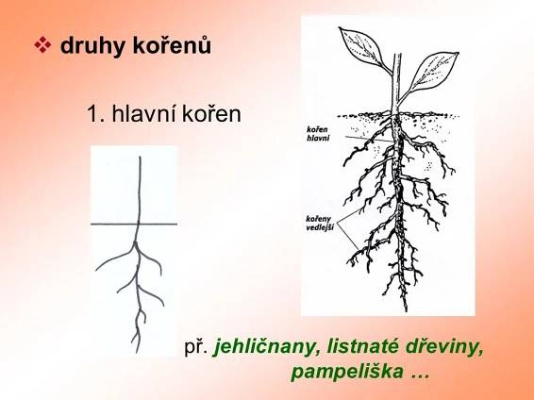 druhy kořenů
1. hlavní kořen
kořen
hlavní
kořeny
vedlejší
př. jehličnany, listnaté dřeviny,
pampeliška …